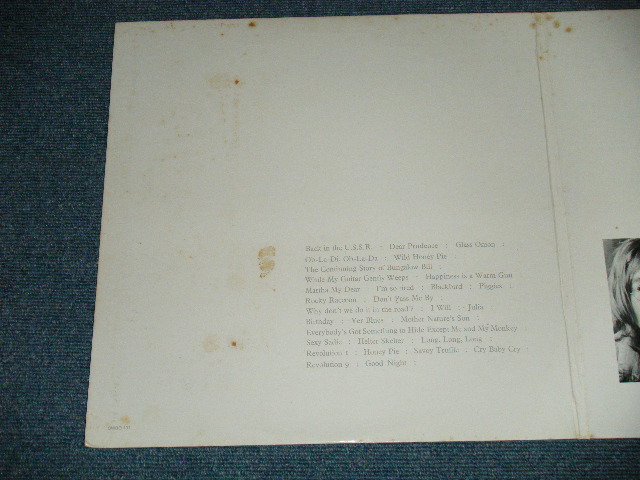 Back in the U.S.S.R. : Dear Prudence : Glass Onion :
Ob-La-Di, Ob-La-Da : Wild Honey Pie
The Continuing Story of Bungalow Bill :
While My Guitar Gently Weeps : Happiness is a Warm Gun
Martha My Dear : I'm so tired : Blackbird : Piggies :
Rocky Raccoon : Don't Pass Me By :
Why don't we do it in the road? : I Will : Julia
Birthday : Yer Blues : Mother Nature's Son :
Everybody's Got Something to Hide Except Me and My Monkey
Sexy Sadie : Helter Skelter : Long, Long, Long :
Revolution 1 : Honey Pie : Savoy Truffle : Cry Baby Cry :
Revolution 9 : Good Night :